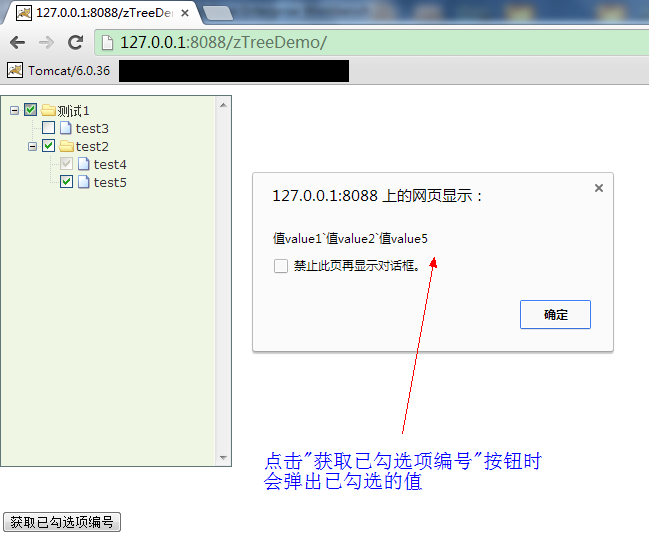 127.0.0.1:8088/zTreeDem
127.0.0.1:8088/zTreeDemo/
Tomcat/6.0.36
测试1
test3
test2
test4
test5
127.0.0.1:8088 上的网页显示：
值value1`值value2`值value5
禁止此页再显示对话框。
确定
点击"获取已勾选项编号"按钮时
会弹出已勾选的值
获取已勾选项编号